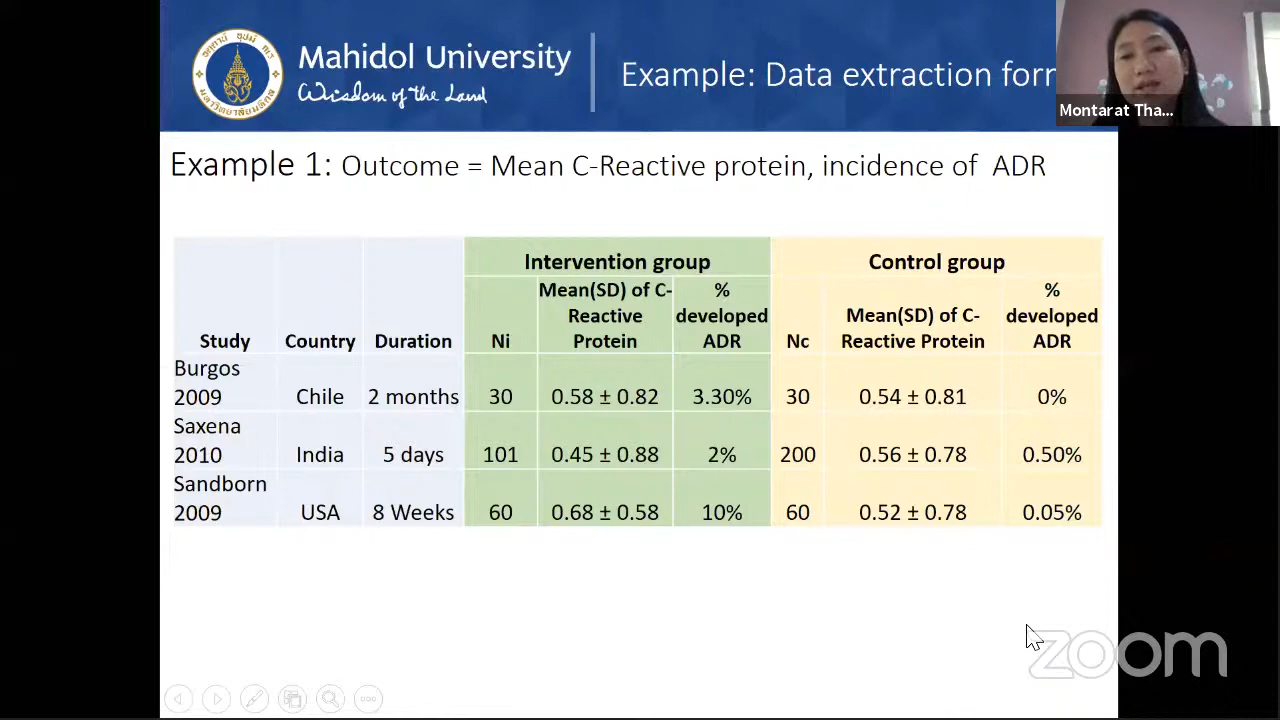 Mahidol University
Wisdom of the Land
Example: Data extraction form
Montarat Tha...
Example 1: Outcome = Mean C-Reactive protein, incidence of ADR
Intervention group Control group
Study Country Duration Ni Mean(SD) of C-Reactive Protein % developed ADR Nc Mean(SD) of C-Reactive Protein % developed ADR
Burgos 2009 Chile 2 months 30 0.58 ± 0.82 3.30% 30 0.54 ± 0.81 0%
Saxena 2010 India 5 days 101 0.45 ± 0.88 2% 200 0.56 ± 0.78 0.50%
Sandborn 2009 USA 8 Weeks 60 0.68 ± 0.58 10% 60 0.52 ± 0.78 0.05%
zoom